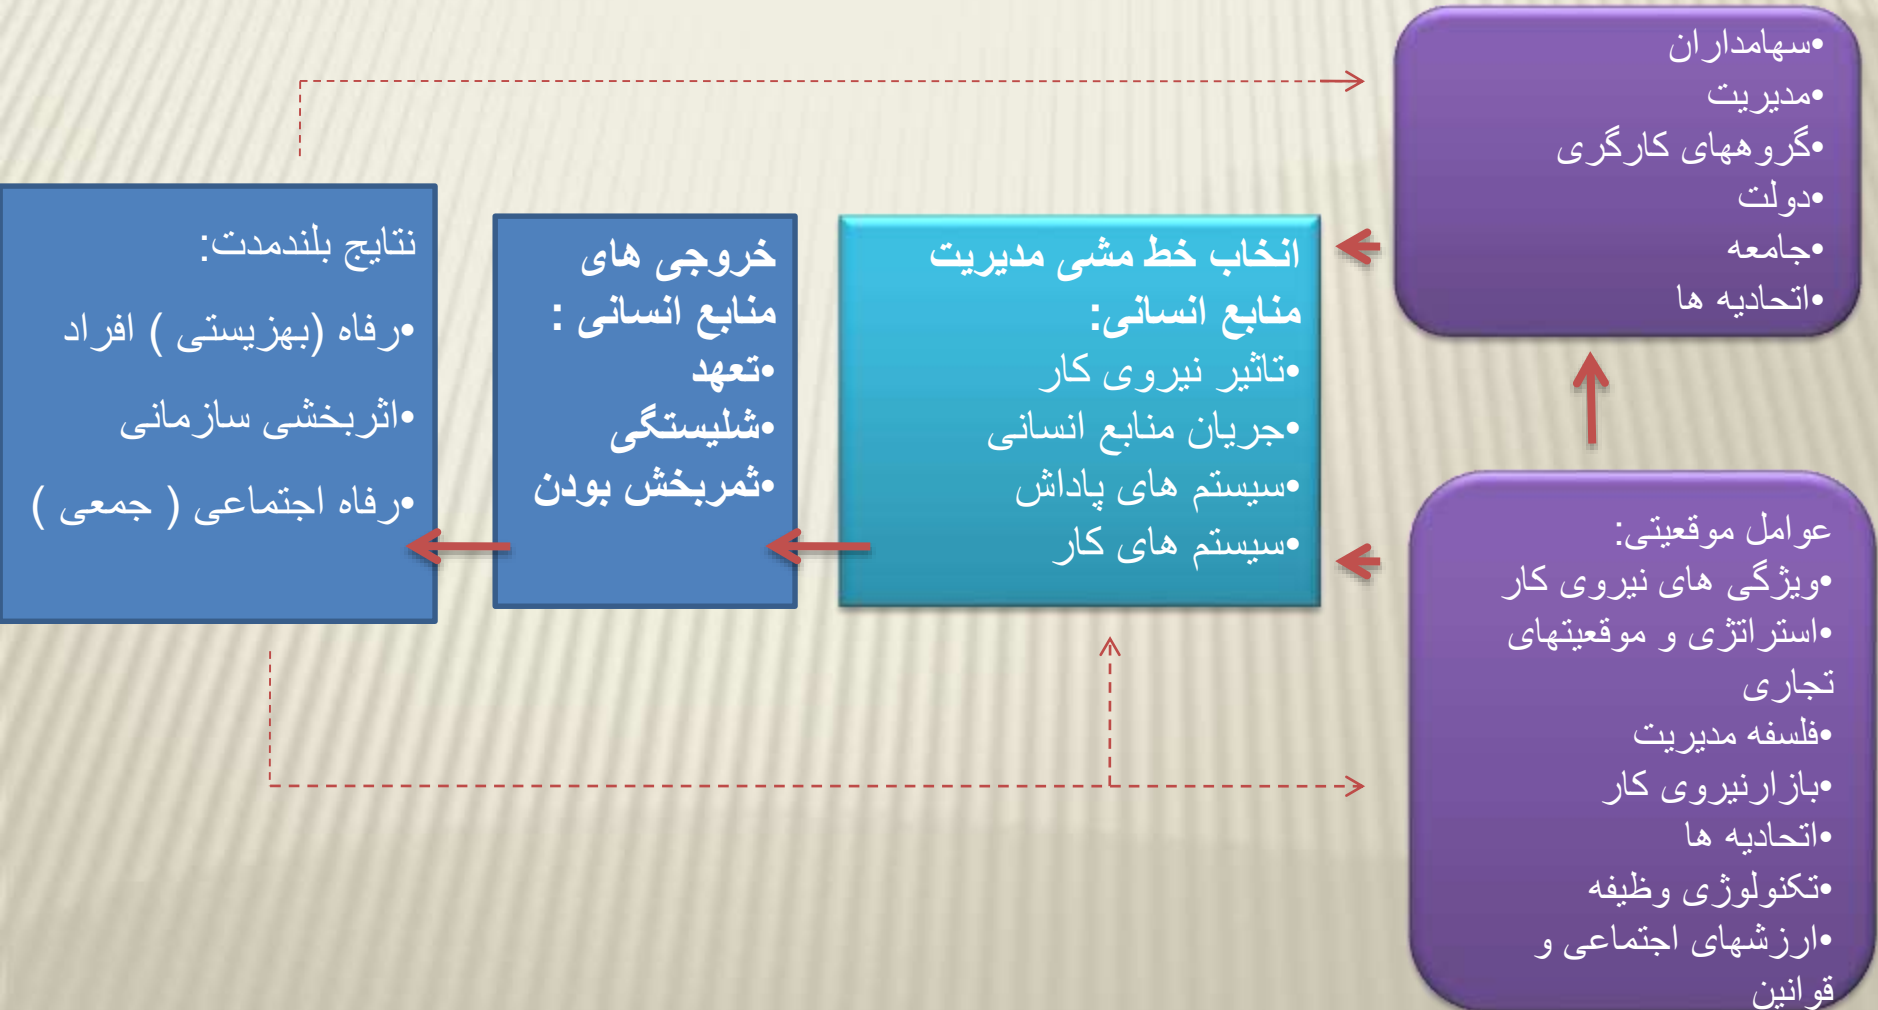 •سهامداران
•مدیریت
•گروههای کارگری
•دولت
•جامعه
•اتحادیه ها
انخاب خط مشی مدیریت
منابع انسانی:
•تاثیر نیروی کار
•جریان منابع انسانی
•سیستم های پاداش
•سیستم های کار
خروجی های
منابع انسانی :
•تعهد
•شلیستگی
•ثمربخش بودن
نتایج بلندمدت:
•رفاه (بهزیستی ) افراد
•اثربخشی سازمانی
•رفاه اجتماعی ( جمعی )
عوامل موقعیتی:
•ویژگی های نیروی کار
•استراتژی و موقعیتهای
تجاری
•فلسفه مدیریت
•بازارنیروی کار
•اتحادیه ها
•تکنولوژی وظیفه
•ارزشهای اجتماعی و
قوانین